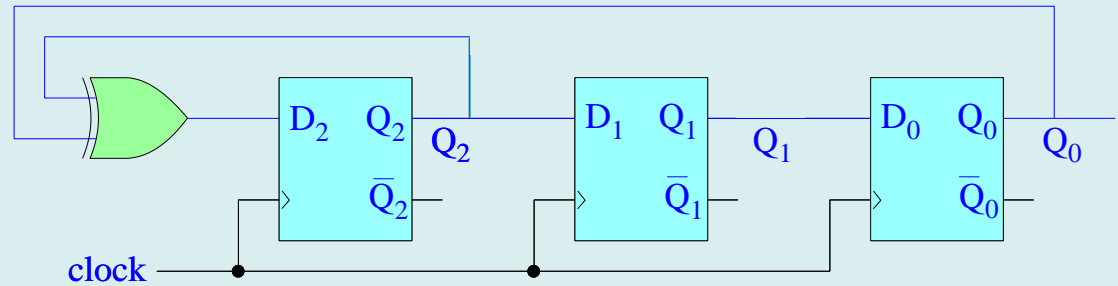 D₂ Q₂ Q₂ D₁ Q₁ Q₁ D₀ Q₀ Q₀
Q̅₂ Q̅₁ Q̅₀
clock